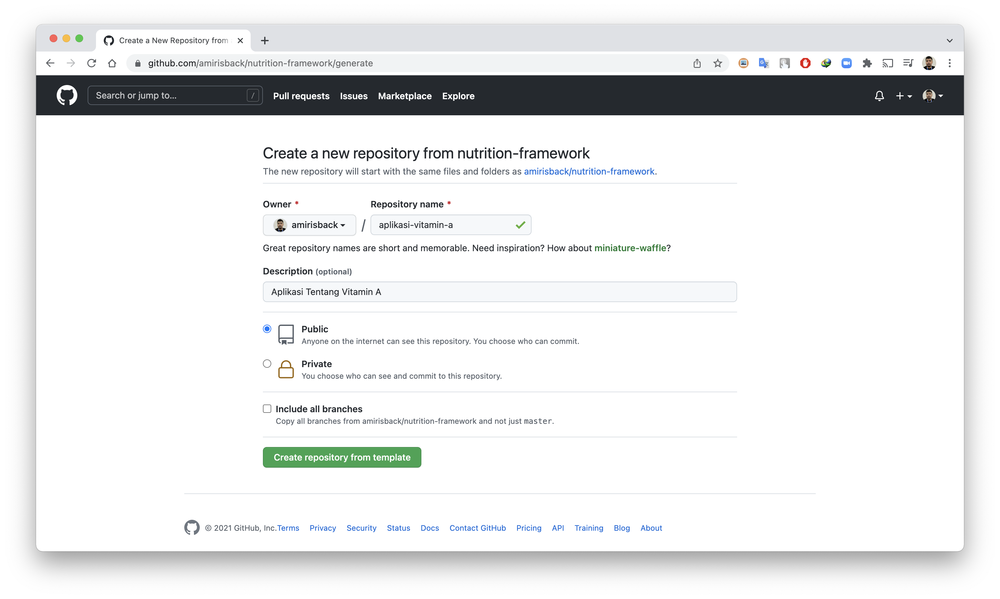 Create a New Repository from
github.com/amirisback/nutrition-framework/generate
Search or jump to... /
Pull requests Issues Marketplace Explore
Create a new repository from nutrition-framework
The new repository will start with the same files and folders as amirisback/nutrition-framework.
Owner * Repository name *
amirisback / aplikasi-vitamin-a
Great repository names are short and memorable. Need inspiration? How about miniature-waffle?
Description (optional)
Aplikasi Tentang Vitamin A
Public
Anyone on the internet can see this repository. You choose who can commit.
Private
You choose who can see and commit to this repository.
Include all branches
Copy all branches from amirisback/nutrition-framework and not just master.
Create repository from template
© 2021 GitHub, Inc. Terms Privacy Security Status Docs Contact GitHub Pricing API Training Blog About